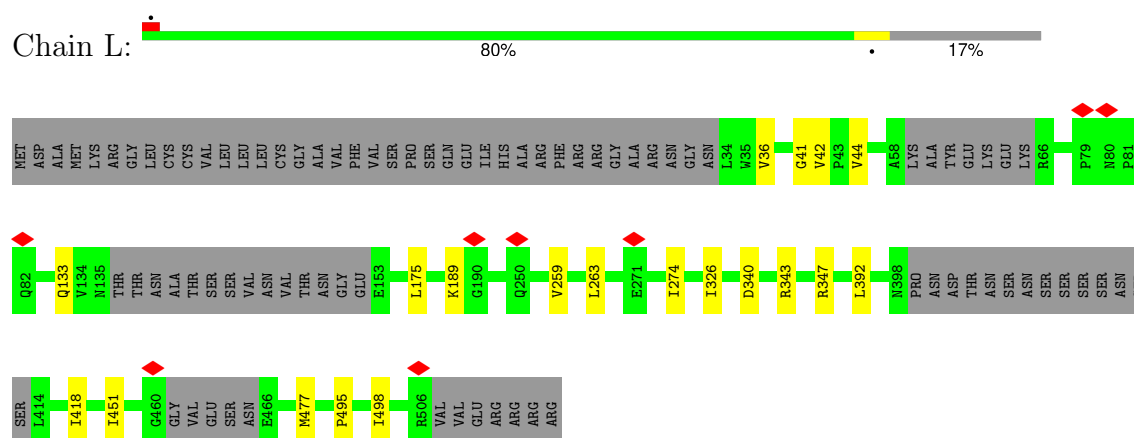 Chain L:
80%
17%
MET ASP ALA MET LYS ARG GLY LEU CYS CYS VAL LEU LEU LEU CYS GLY ALA VAL PHE VAL SER PRO SER GLN GLU ILE HIS ALA ARG PHE ARG ARG GLY ALA ARG ASN GLY ASN L34 W35 V36 G41 V42 P43 V44 A58 LYS ALA TYR GLU LYS GLU LYS R66 P79 N80 P81
Q82 Q133 V134 N135 THR THR ASN ALA THR SER SER VAL ASN VAL THR ASN GLY GLU E153 L175 K189 G190 Q250 V259 L263 E271 I274 I326 D340 R343 R347 L392 N398 PRO ASN ASP THR ASN SER ASN SER SER SER SER ASN
SER L414 I418 I451 G460 GLY VAL GLU SER ASN E466 M477 P495 I498 R506 VAL VAL GLU ARG ARG ARG ARG